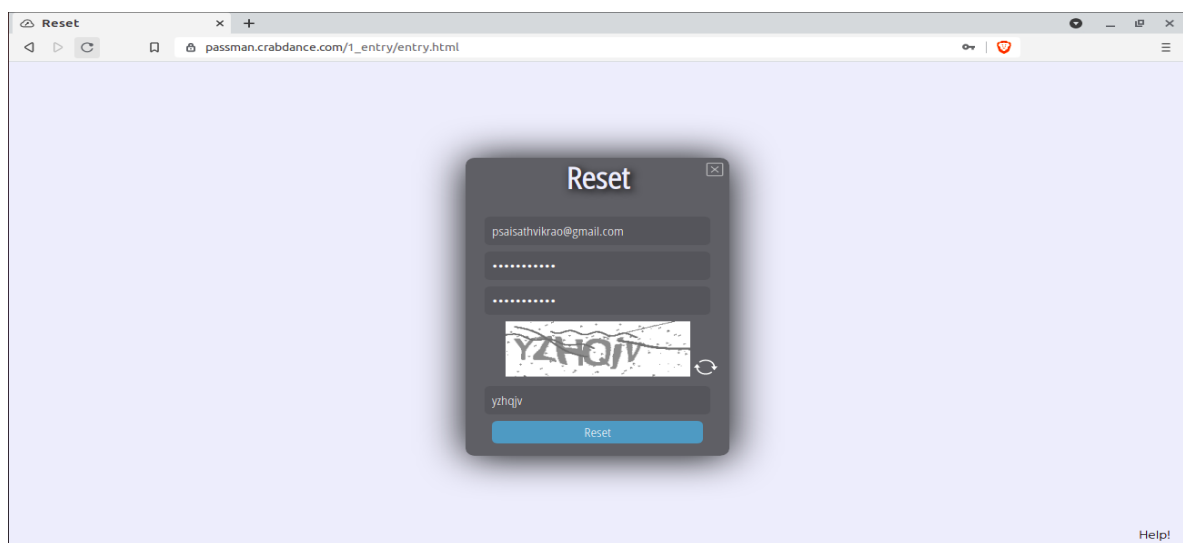 Reset
passman.crabdance.com/1_entry/entry.html
Reset
psaisathvikrao@gmail.com
•••••••••••
•••••••••••
YZHQjV
yzhqjv
Reset
Help!